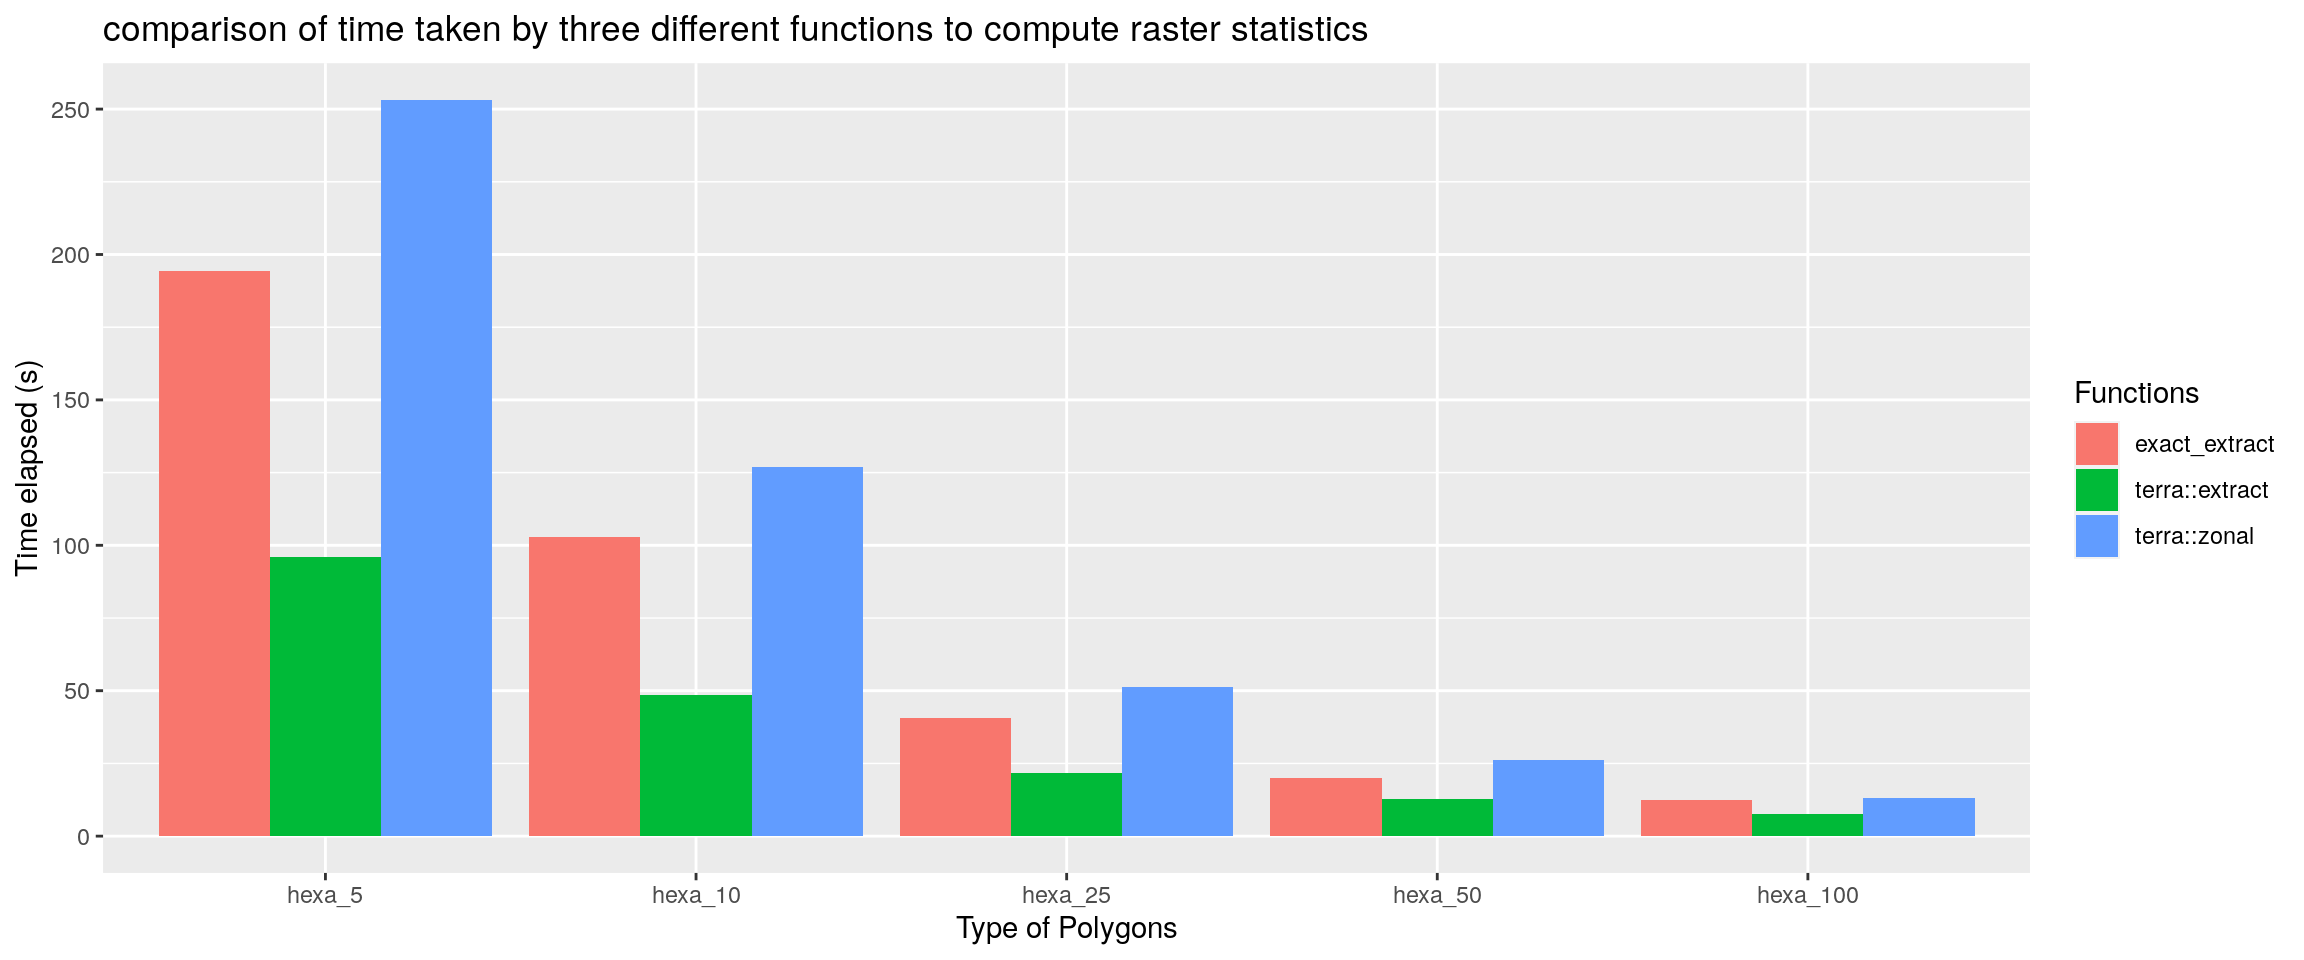 comparison of time taken by three different functions to compute raster statistics
Time elapsed (s)
250
200
150
100
50
0
hexa_5
hexa_10
hexa_25
hexa_50
hexa_100
Type of Polygons
Functions
exact_extract
terra::extract
terra::zonal